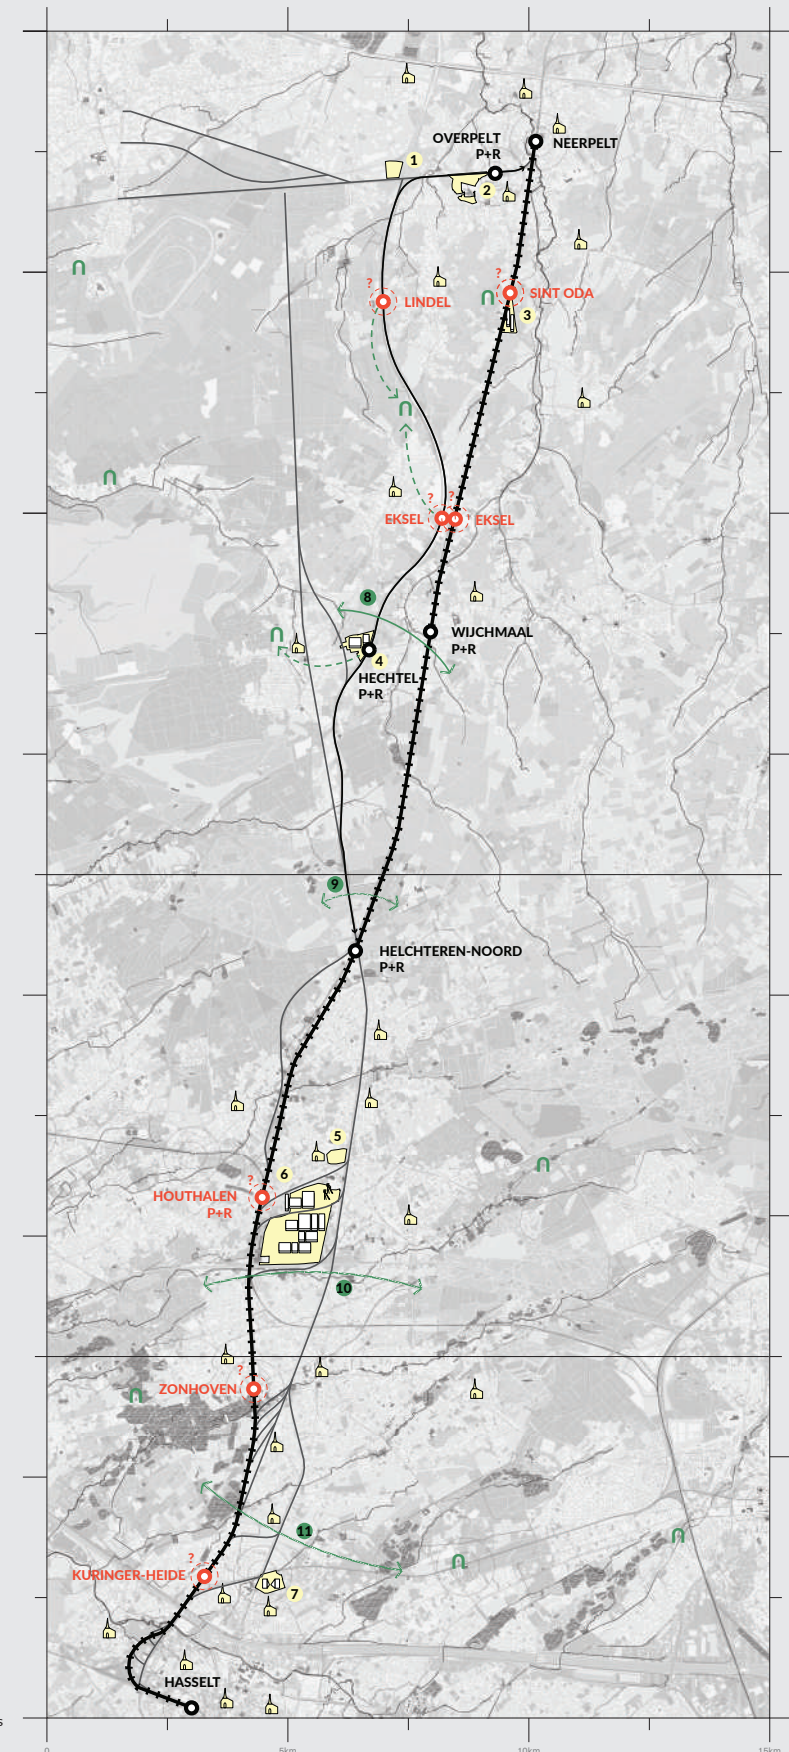 OVERPELT
P+R
NEERPELT
1
2
?
LINDEL
?
SINT ODA
3
?
?
EKSEL
EKSEL
8
WIJCHMAAL
P+R
4
HECHTEL
P+R
9
HELCHTEREN-NOORD
P+R
5
6
?
HOUTHALEN
P+R
10
?
ZONHOVEN
11
?
KURINGER-HEIDE
7
HASSELT
s
0
5km
10km
15km